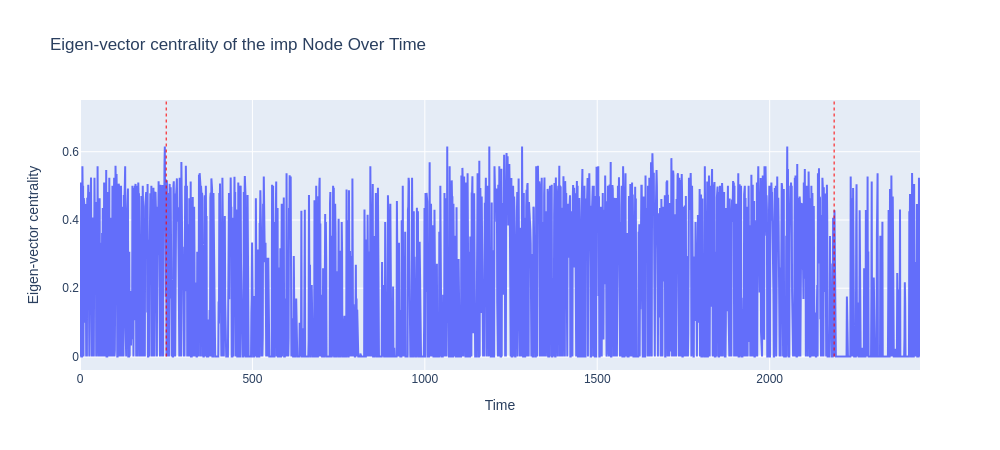 Eigen-vector centrality of the imp Node Over Time
Eigen-vector centrality
0.6
0.4
0.2
0
0 500 1000 1500 2000
Time